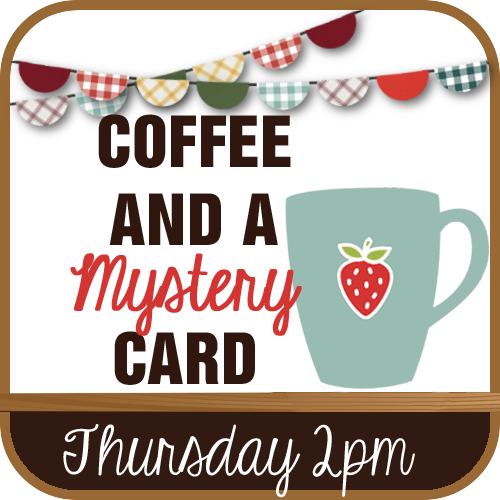 COFFEE
AND A
Mystery
CARD
Thursday 2pm